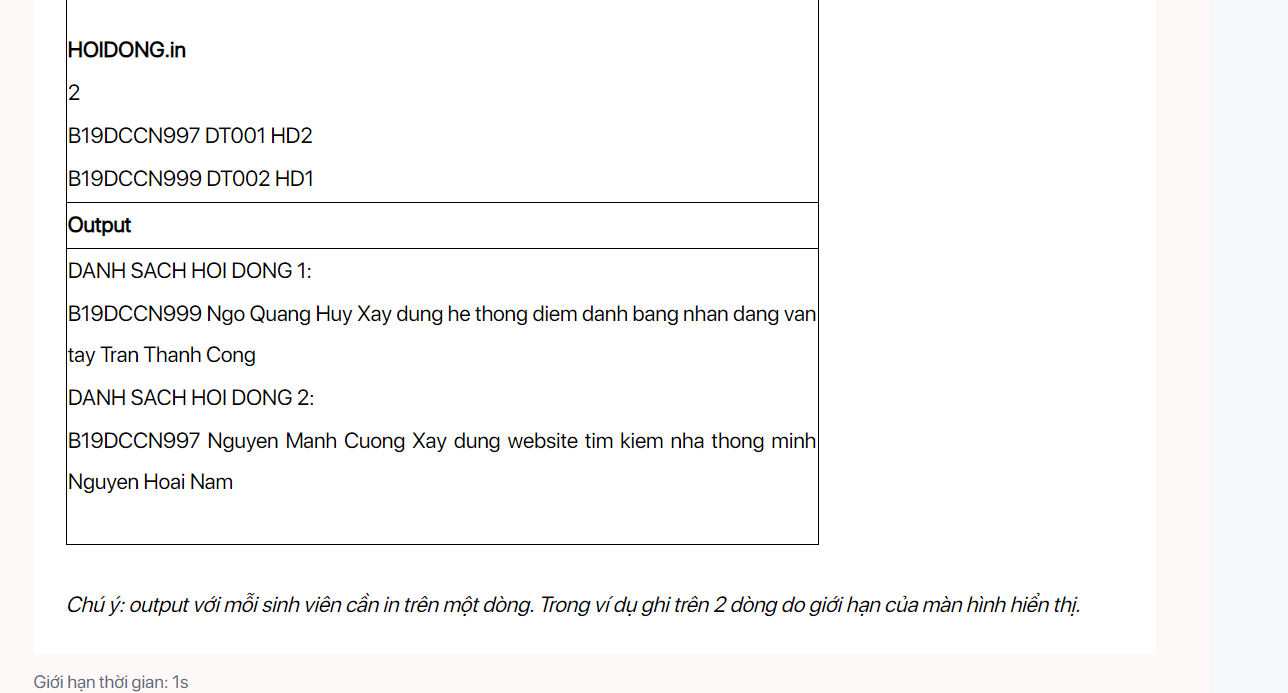 HOIDONG.in
2
B19DCCN997 DT001 HD2
B19DCCN999 DT002 HD1
Output
DANH SACH HOI DONG 1:
B19DCCN999 Ngo Quang Huy Xay dung he thong diem danh bang nhan dang van
tay Tran Thanh Cong
DANH SACH HOI DONG 2:
B19DCCN997 Nguyen Manh Cuong Xay dung website tim kiem nha thong minh
Nguyen Hoai Nam
Chú ý: output với mỗi sinh viên cần in trên một dòng. Trong ví dụ ghi trên 2 dòng do giới hạn của màn hình hiển thị.
Giới hạn thời gian: 1s